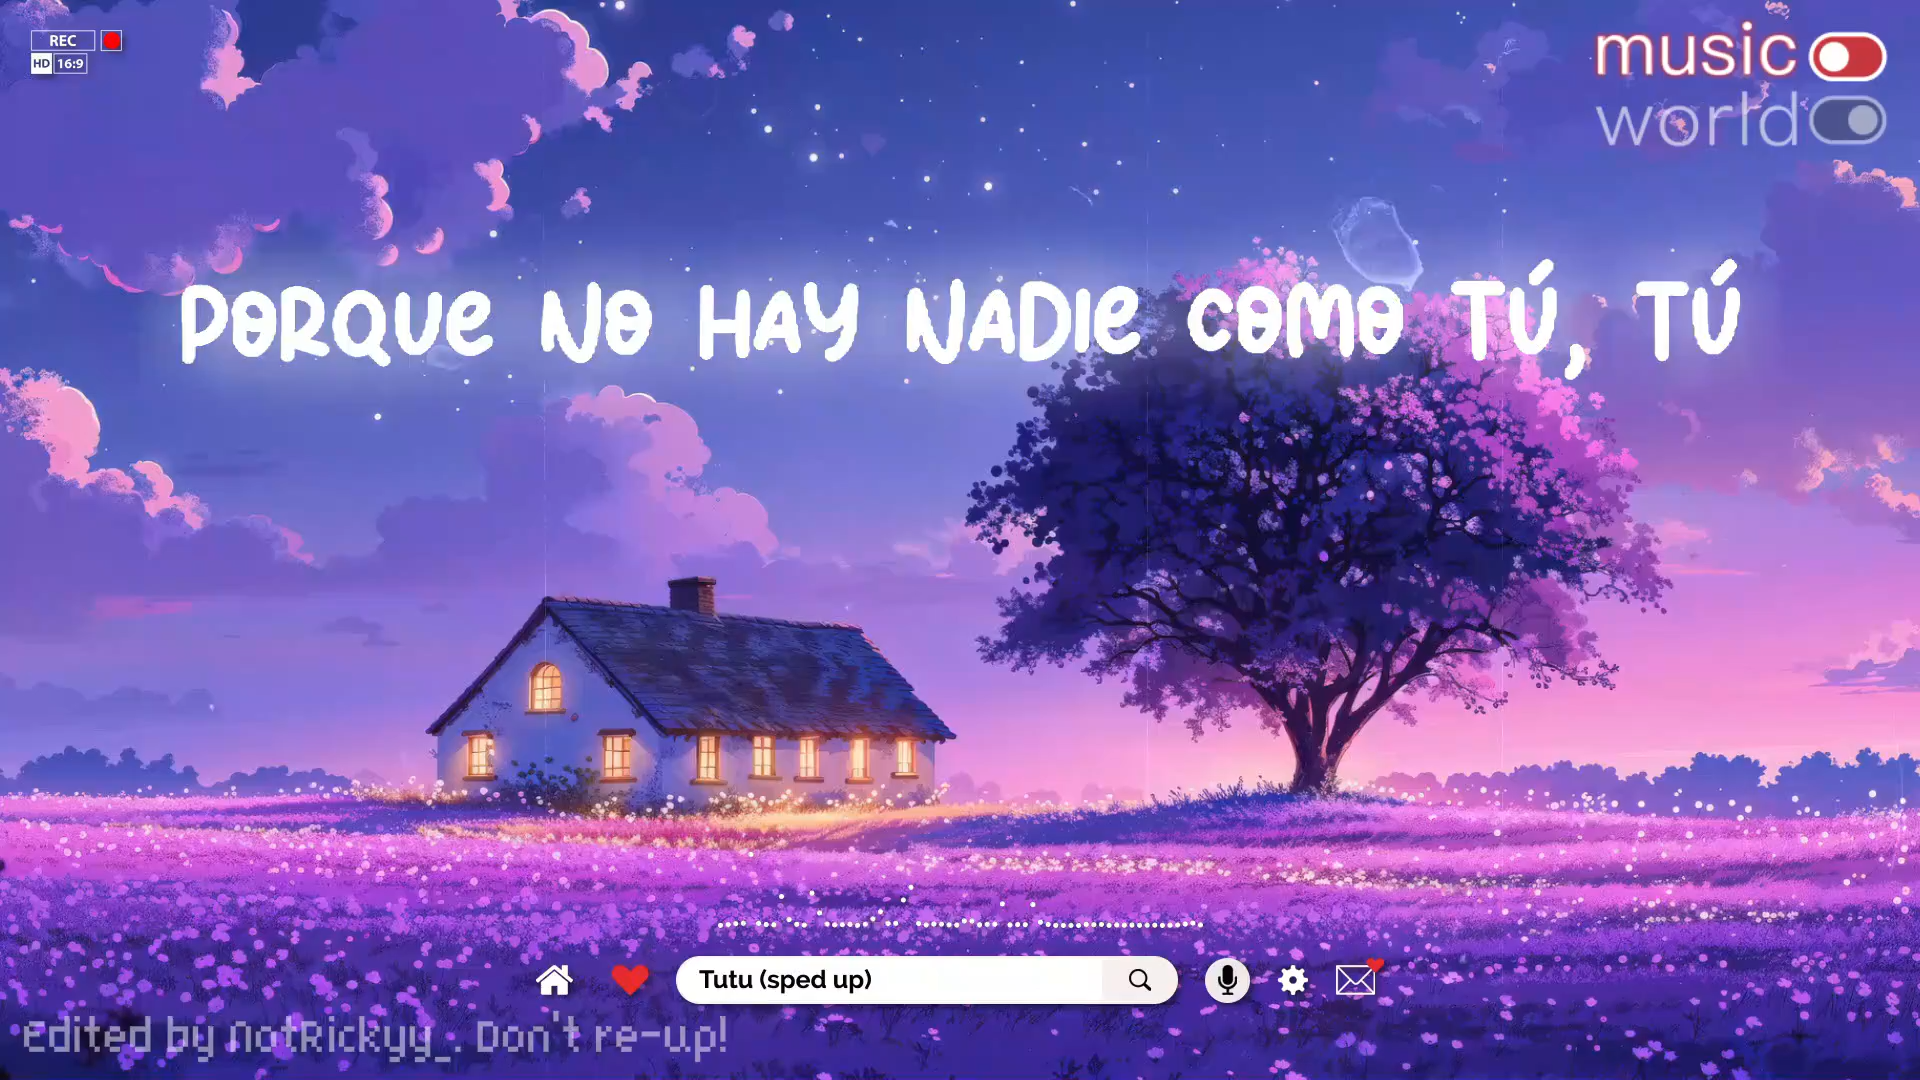 REC
HD 16:9
music
world
PORQUE NO HAY NADIE COMO TÚ, TÚ
Tutu (sped up)
Edited by NotRickyy_. Don't re-up!